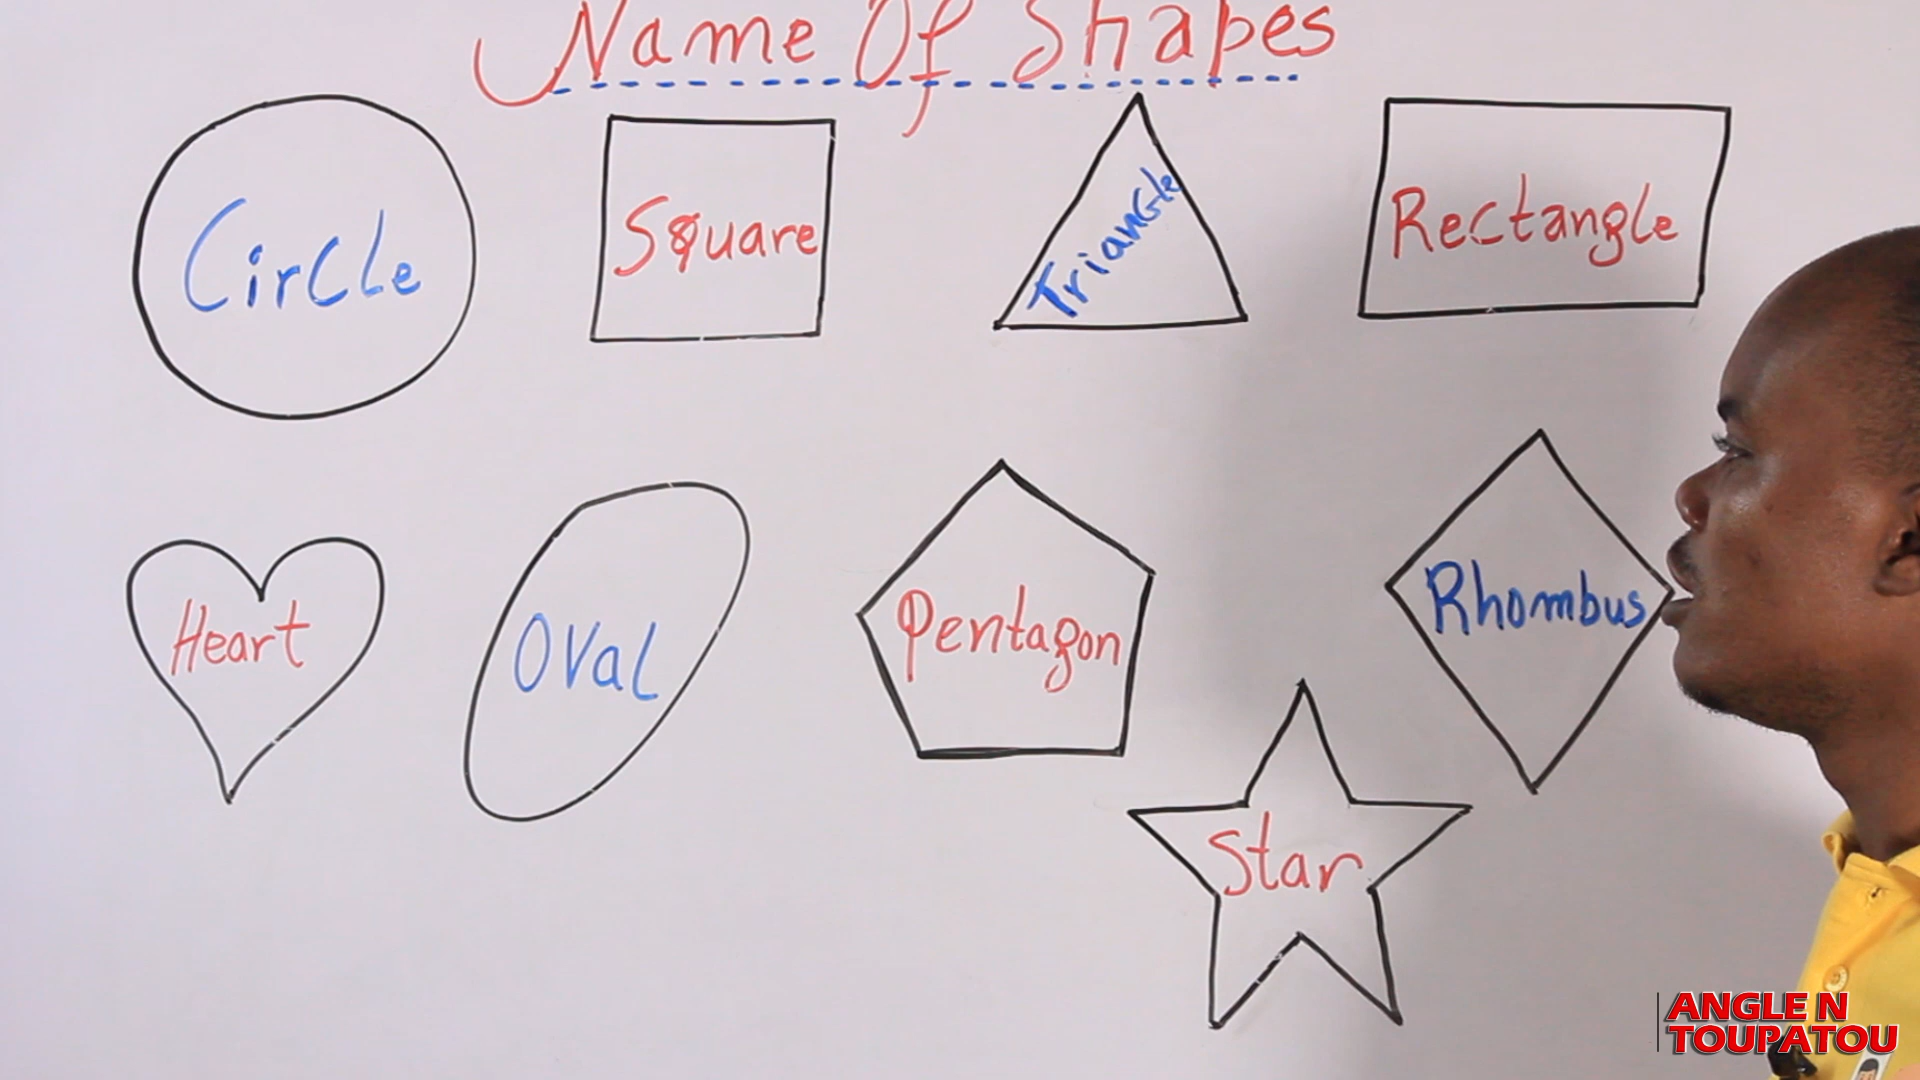 Name Of Shapes
Circle
Square
Triangle
Rectangle
Heart
Oval
Pentagon
Rhombus
Star
ANGLE N
TOUPATOU